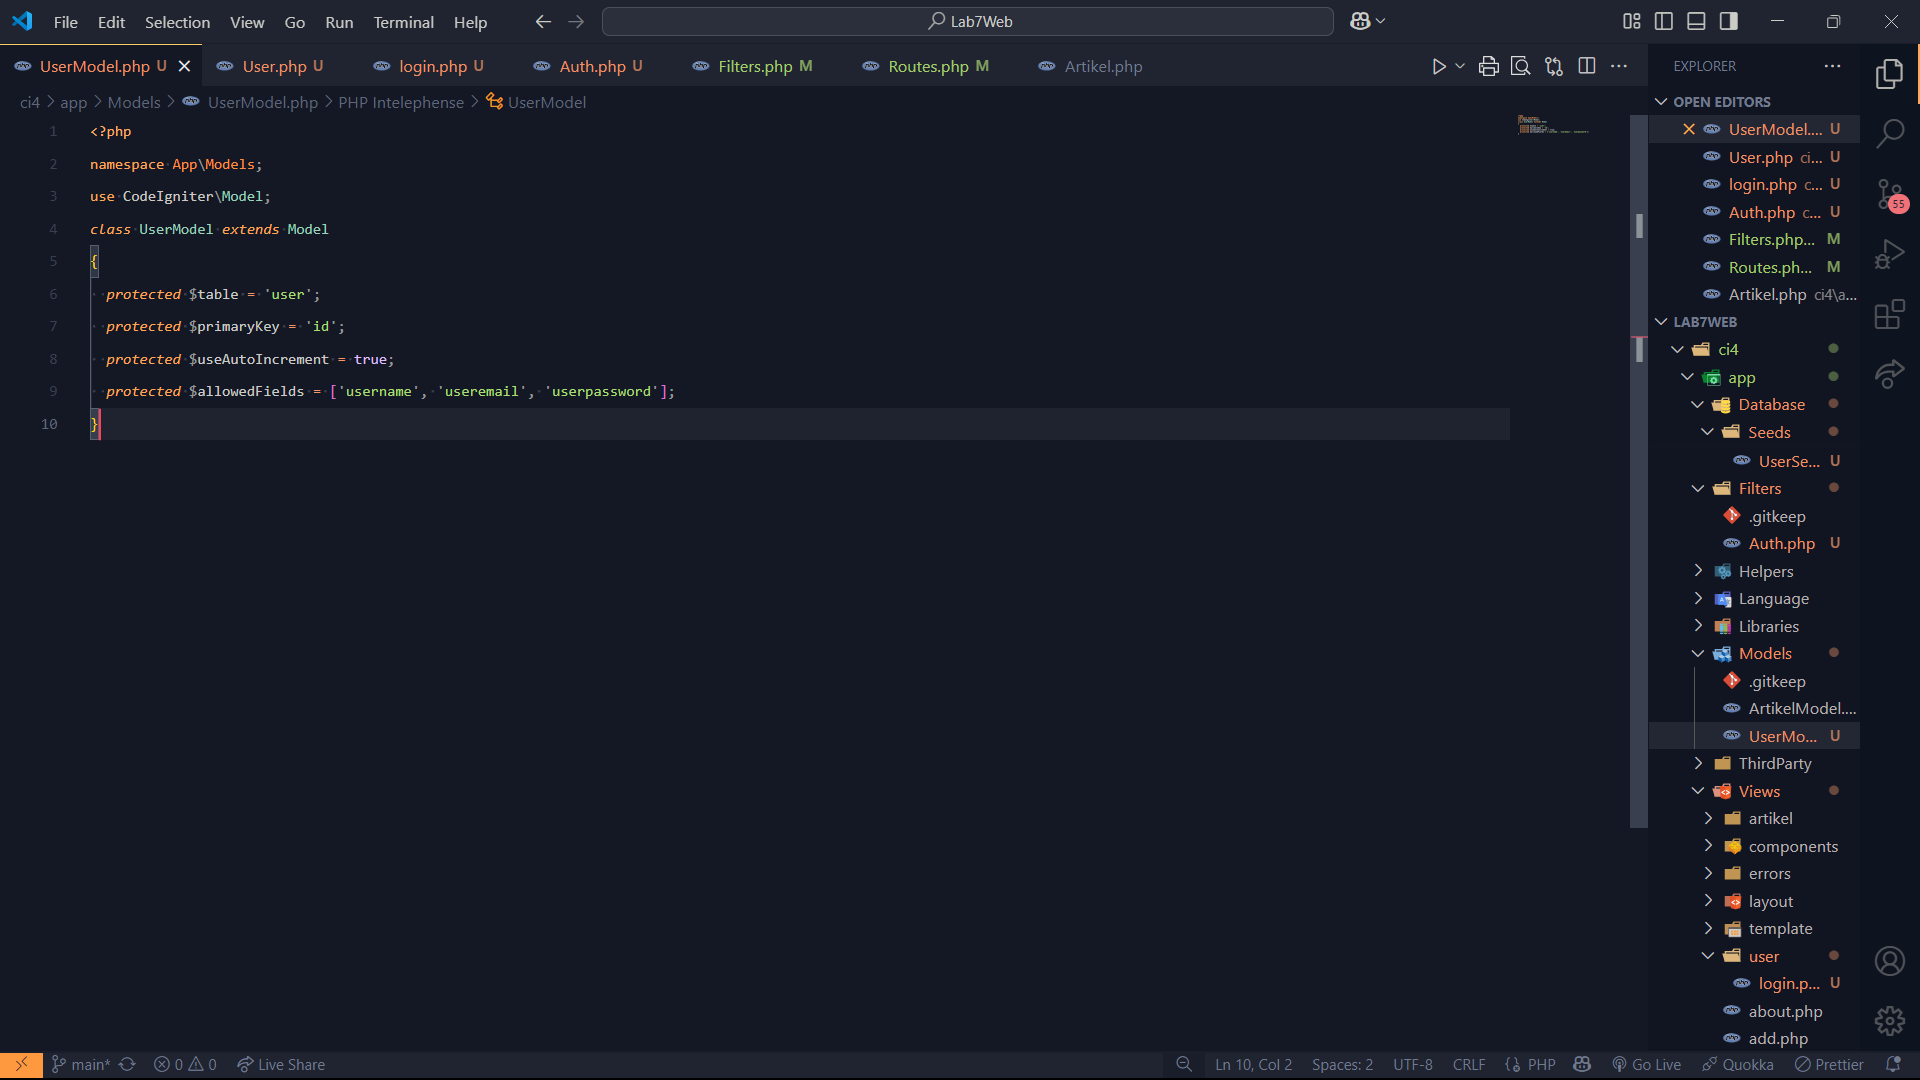 File Edit Selection View Go Run Terminal Help
Lab7Web
UserModel.php U
User.php U
login.php U
Auth.php U
Filters.php M
Routes.php M
Artikel.php
ci4 > app > Models > UserModel.php > PHP Intelephense > UserModel
1 <?php
2 namespace App\Models;
3 use CodeIgniter\Model;
4 class UserModel extends Model
5 {
6 protected $table = 'user';
7 protected $primaryKey = 'id';
8 protected $useAutoIncrement = true;
9 protected $allowedFields = ['username', 'useremail', 'userpassword'];
10 }
EXPLORER
OPEN EDITORS
UserModel.... U
User.php ci... U
login.php c... U
Auth.php c... U
Filters.php... M
Routes.ph... M
Artikel.php ci4\a...
LAB7WEB
ci4
app
Database
Seeds
UserSe... U
Filters
.gitkeep
Auth.php U
Helpers
Language
Libraries
Models
.gitkeep
ArtikelModel....
UserMo... U
ThirdParty
Views
artikel
components
errors
layout
template
user
login.p... U
about.php
add.php
55
main* 0 0 Live Share
Ln 10, Col 2 Spaces: 2 UTF-8 CRLF {} PHP Go Live Quokka Prettier